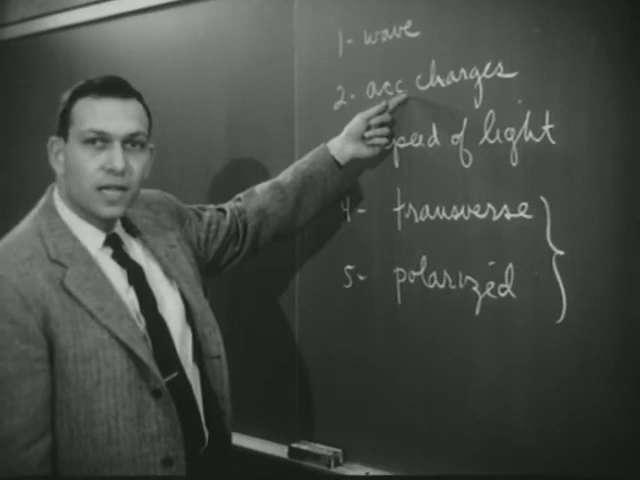 1- wave
2- acc charges
peed of light
4- transverse
5- polarized